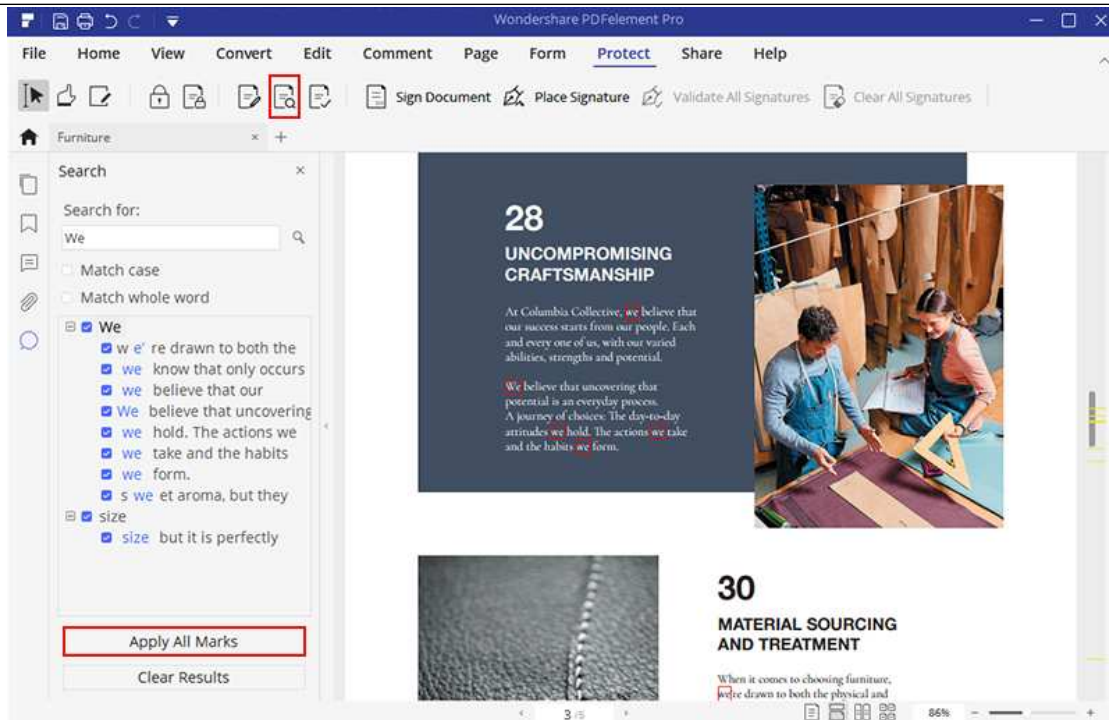 Wondershare PDFelement Pro
File Home View Convert Edit Comment Page Form Protect Share Help
Sign Document Place Signature Validate All Signatures Clear All Signatures
Furniture × +
Search ×
Search for:
We
Match case
Match whole word
We
w e' re drawn to both the
we know that only occurs
we believe that our
We believe that uncovering
we hold. The actions we
we take and the habits
we form.
s we et aroma, but they
size
size but it is perfectly
Apply All Marks
Clear Results
28
UNCOMPROMISING
CRAFTSMANSHIP
At Columbia Collective, we believe that
our success starts from our people. Each
and every one of us, with our varied
abilities, strengths and potential.
We believe that uncovering that
potential is an everyday process.
A journey of choices: The day-to-day
attitudes we hold. The actions we take
and the habits we form.
30
MATERIAL SOURCING
AND TREATMENT
When it comes to choosing furniture,
we're drawn to both the physical and
3 /5
86% - +